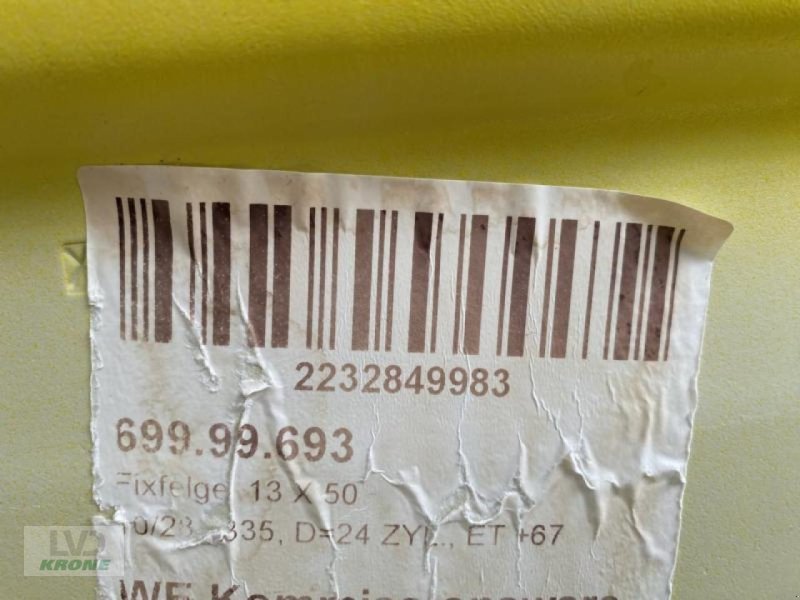 2232849983
699.99.693
Fixfelge, 13 X 50
335, D=24 ZYL., ET +67
LVD
KRONE